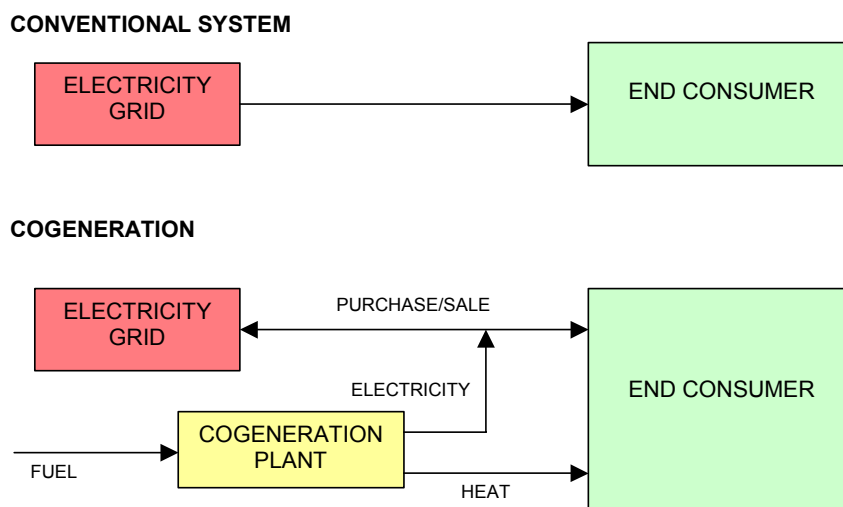 CONVENTIONAL SYSTEM
ELECTRICITY
GRID
END CONSUMER
COGENERATION
ELECTRICITY
GRID
PURCHASE/SALE
ELECTRICITY
END CONSUMER
COGENERATION
PLANT
FUEL
HEAT